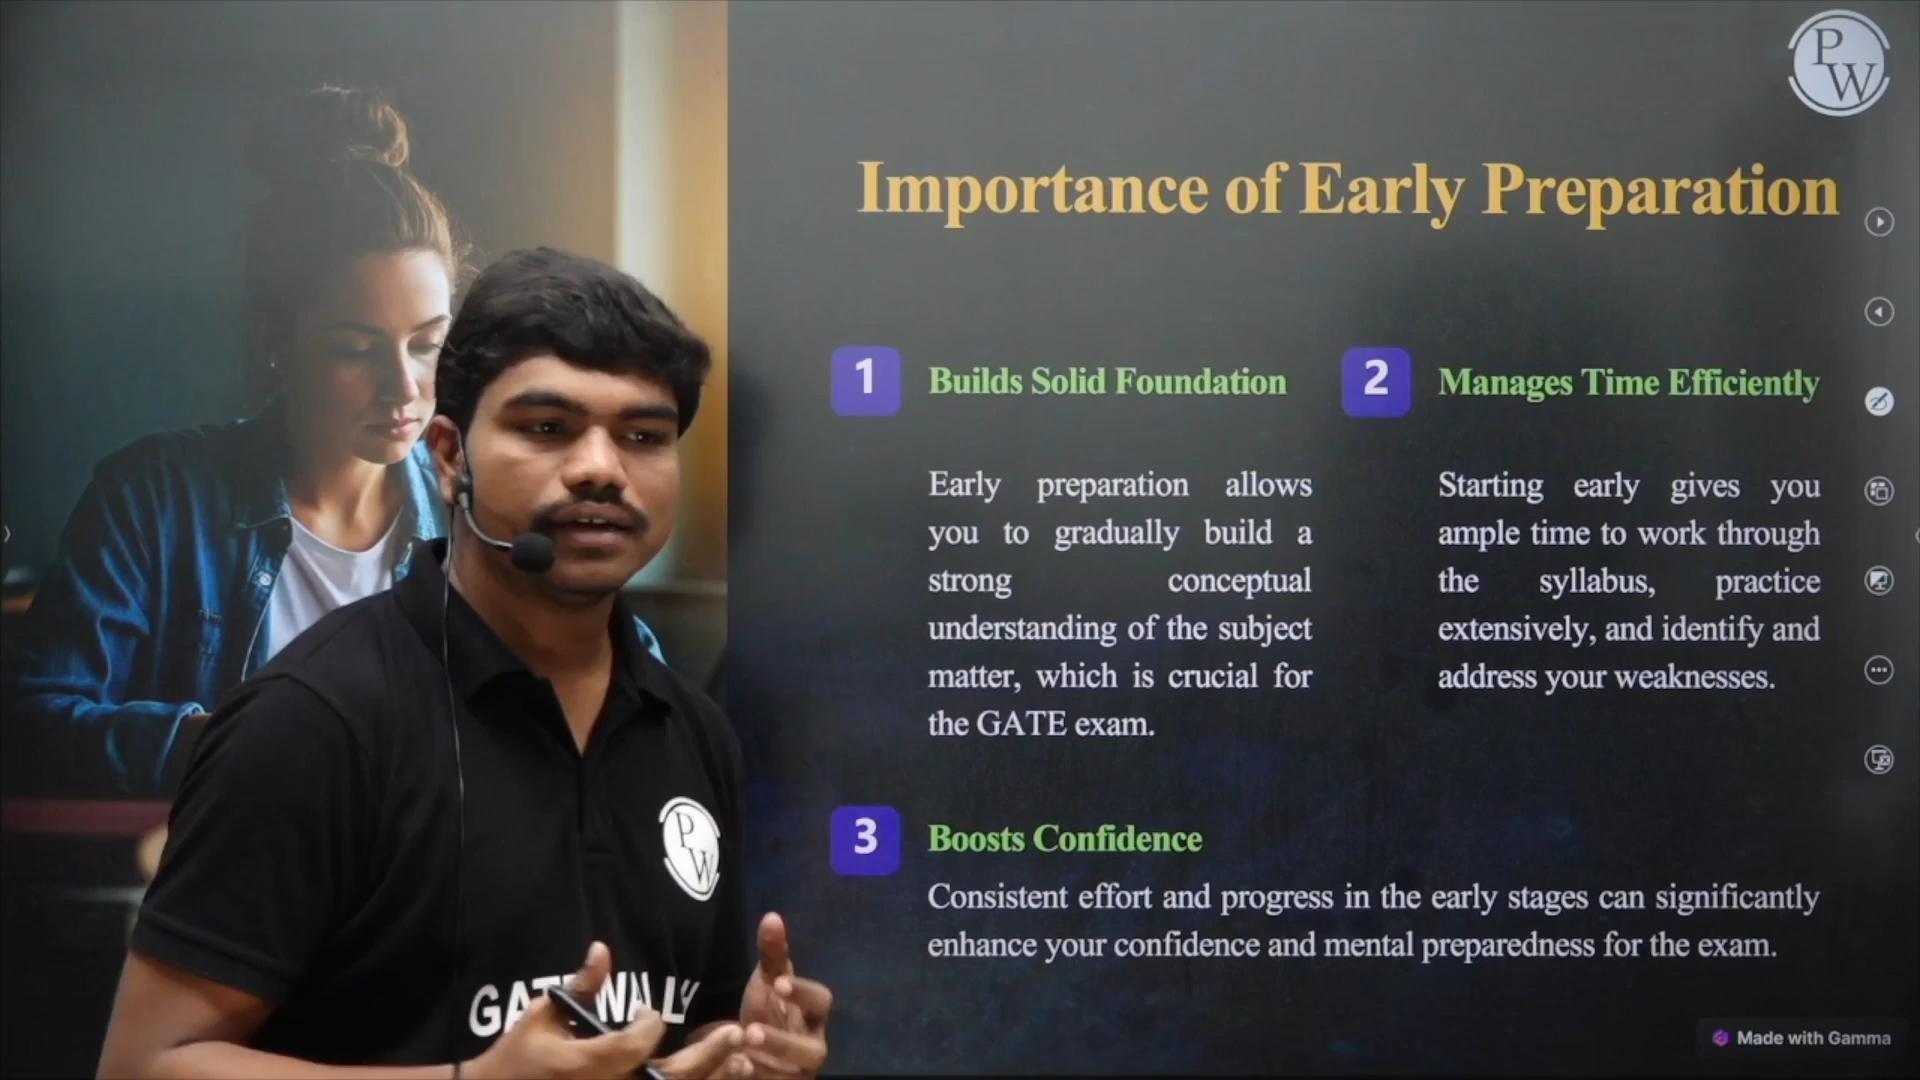 P
W
Importance of Early Preparation
1
Builds Solid Foundation
Early preparation allows
you to gradually build a
strong conceptual
understanding of the subject
matter, which is crucial for
the GATE exam.
2
Manages Time Efficiently
Starting early gives you
ample time to work through
the syllabus, practice
extensively, and identify and
address your weaknesses.
3
Boosts Confidence
Consistent effort and progress in the early stages can significantly
enhance your confidence and mental preparedness for the exam.
P
W
Made with Gamma